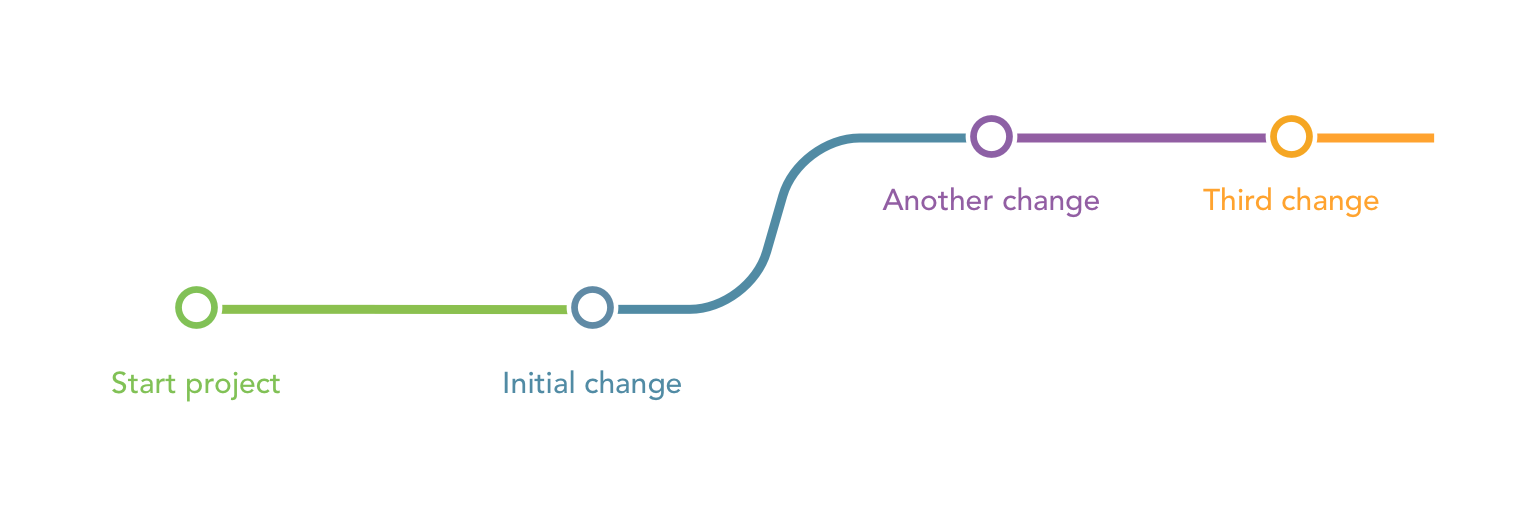 Another change
Third change
Start project
Initial change